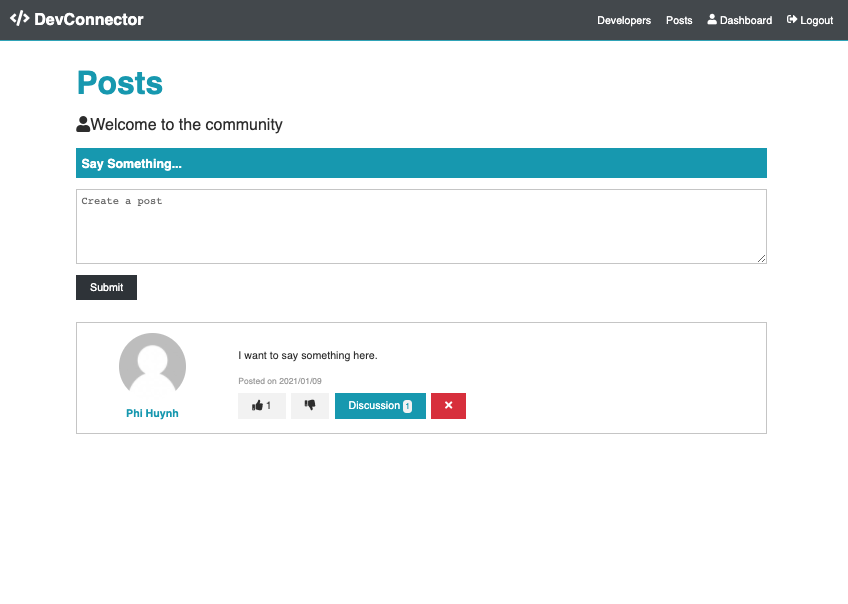 </> DevConnector
Developers Posts Dashboard Logout
Posts
Welcome to the community
Say Something...
Create a post
Submit
I want to say something here.
Posted on 2021/01/09
1 Discussion 1
Phi Huynh